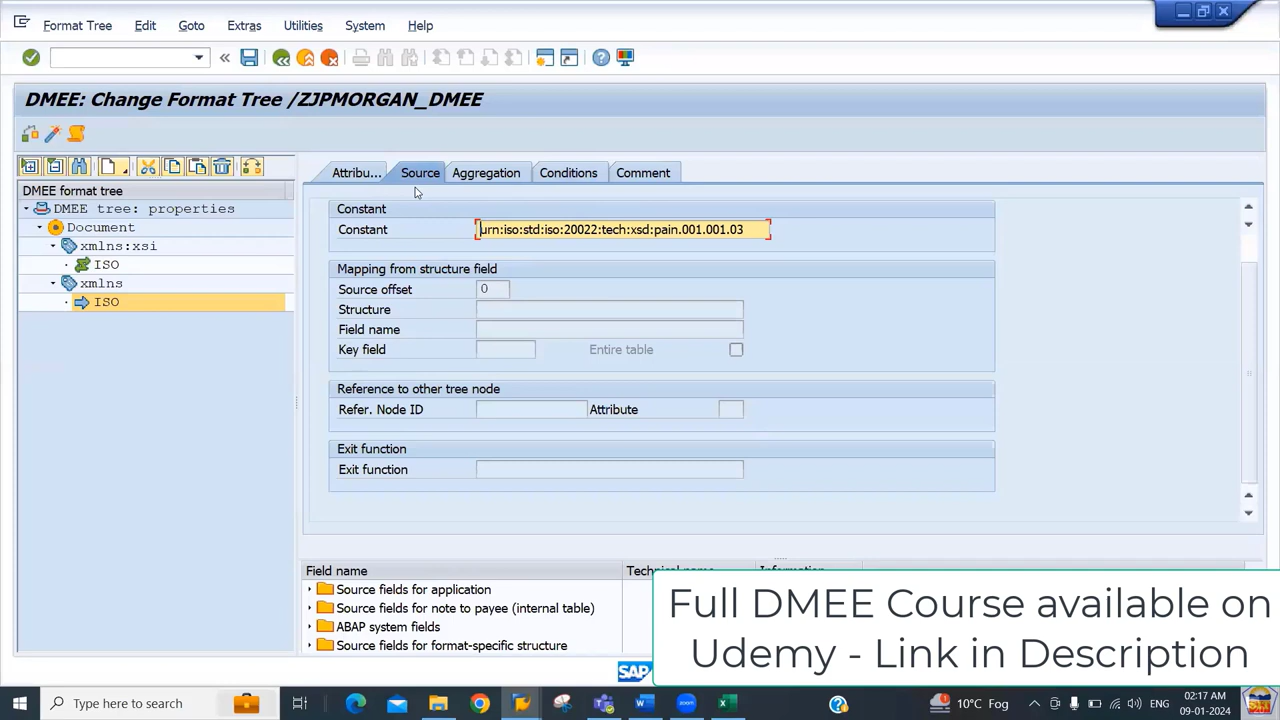 Format Tree Edit Goto Extras Utilities System Help
DMEE: Change Format Tree /ZJPMORGAN_DMEE
DMEE format tree
DMEE tree: properties
Document
xmlns:xsi
ISO
xmlns
ISO
Attribu... Source Aggregation Conditions Comment
Constant
Constant urn:iso:std:iso:20022:tech:xsd:pain.001.001.03
Mapping from structure field
Source offset 0
Structure
Field name
Key field Entire table
Reference to other tree node
Refer. Node ID Attribute
Exit function
Exit function
Field name
Source fields for application
Source fields for note to payee (internal table)
ABAP system fields
Source fields for format-specific structure
Full DMEE Course available on
Udemy - Link in Description
SAP
Type here to search
10°C Fog
ENG
02:17 AM
09-01-2024